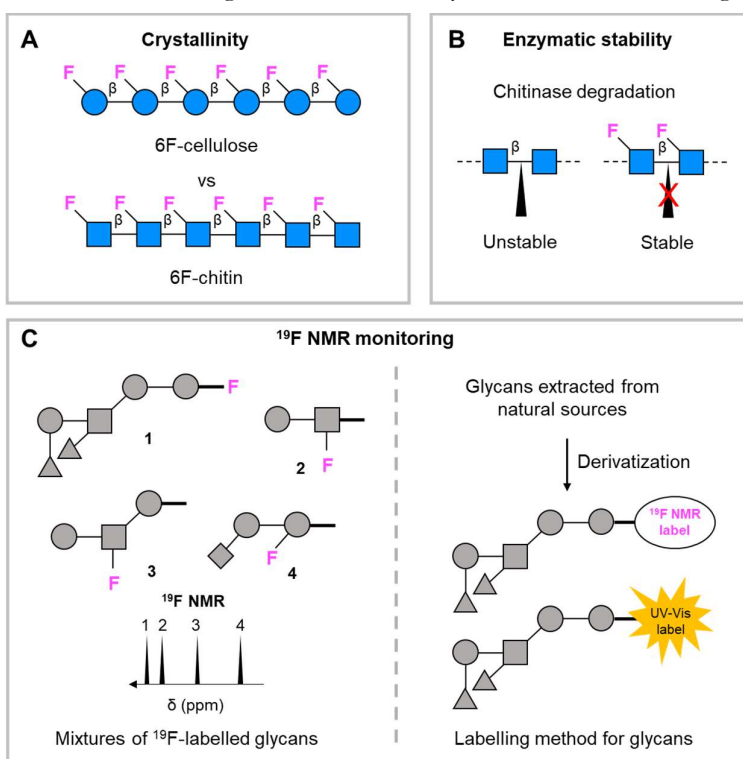 A
Crystallinity
F F F F F F
β β β β β
6F-cellulose
vs
F F F F F F
β β β β β
6F-chitin
B
Enzymatic stability
Chitinase degradation
β
F F
β
X
Unstable
Stable
C
¹⁹F NMR monitoring
F
1
2
F
3
F
F
4
¹⁹F NMR
1 2 3 4
δ (ppm)
Mixtures of ¹⁹F-labelled glycans
Glycans extracted from
natural sources
Derivatization
¹⁹F NMR
label
UV-Vis
label
Labelling method for glycans